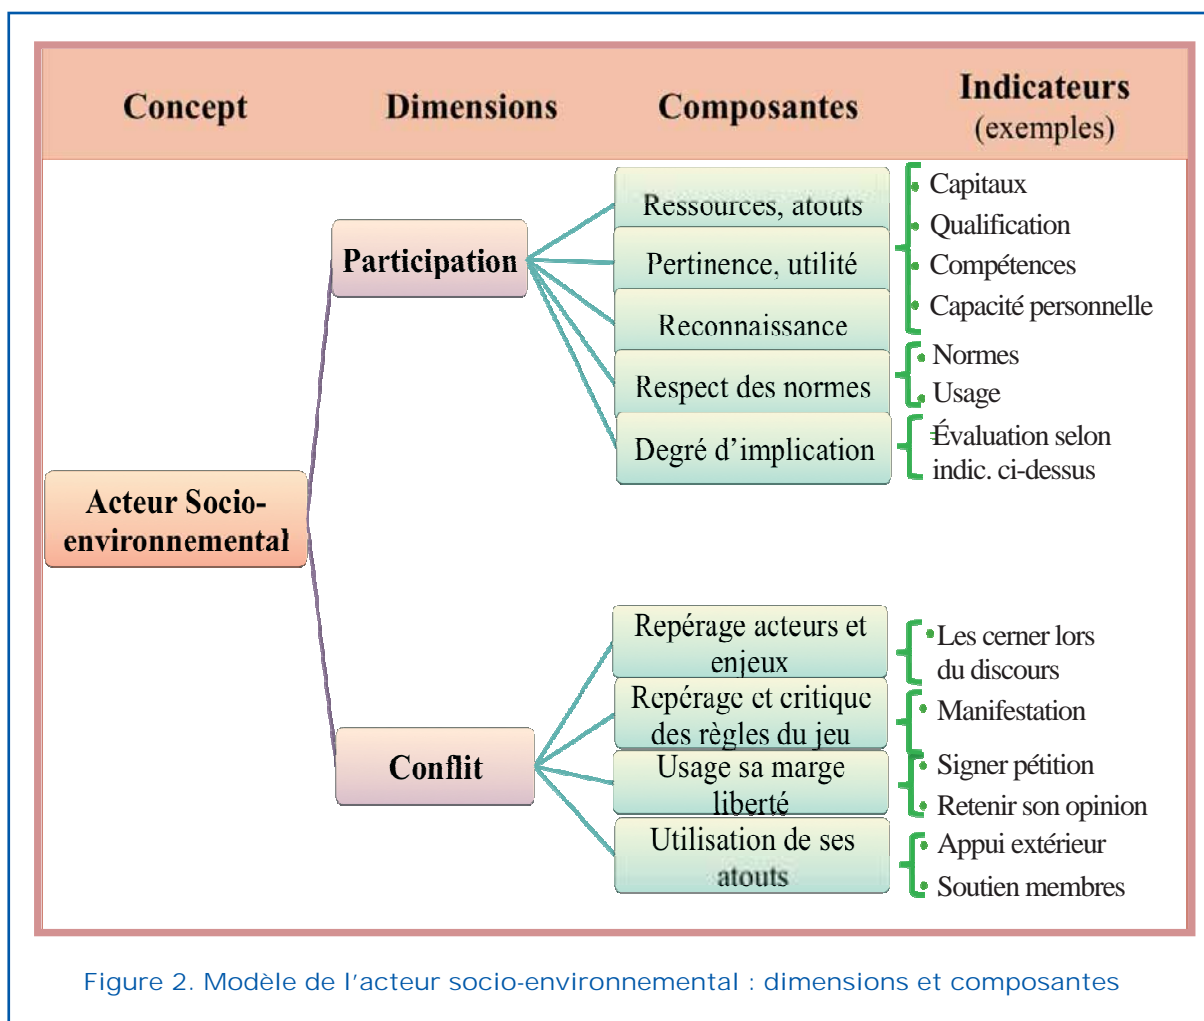 Concept
Dimensions
Composantes
Indicateurs
(exemples)
Acteur Socio-
environnemental
Participation
Ressources, atouts
Pertinence, utilité
Reconnaissance
Respect des normes
Degré d’implication
• Capitaux
• Qualification
• Compétences
• Capacité personnelle
• Normes
• Usage
Évaluation selon
indic. ci-dessus
Conflit
Repérage acteurs et
enjeux
Repérage et critique
des règles du jeu
Usage sa marge
liberté
Utilisation de ses
atouts
• Les cerner lors
du discours
• Manifestation
• Signer pétition
• Retenir son opinion
• Appui extérieur
• Soutien membres
Figure 2. Modèle de l’acteur socio-environnemental : dimensions et composantes